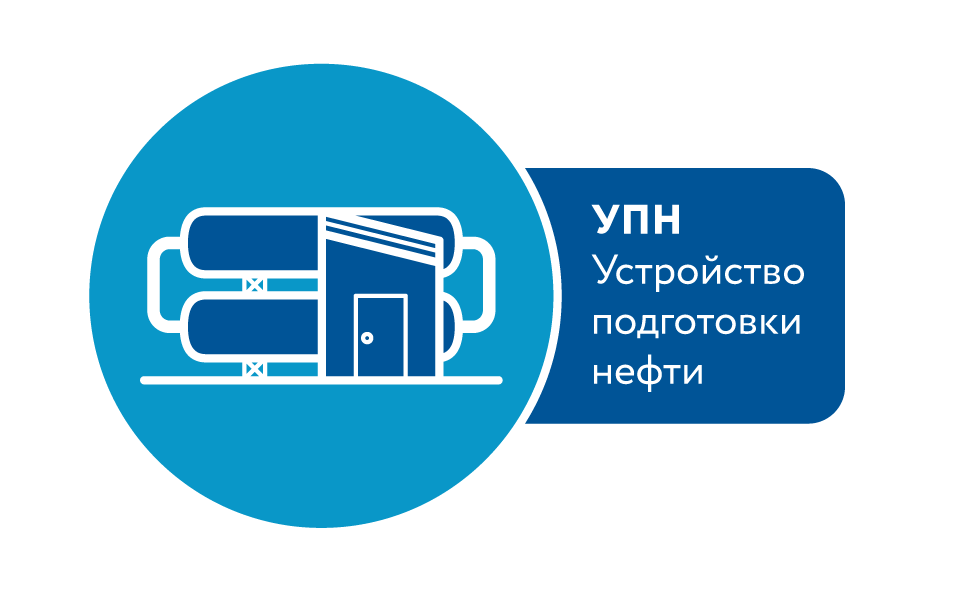 УПН
Устройство
подготовки
нефти